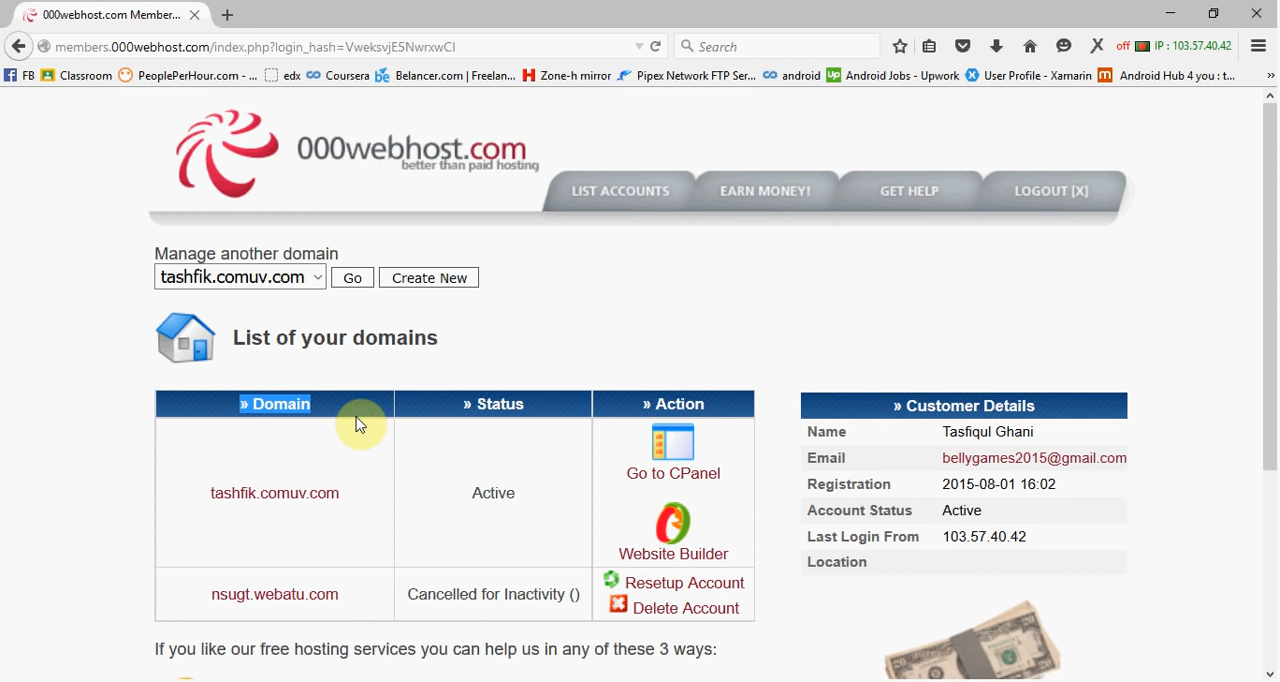 000webhost.com Member...
members.000webhost.com/index.php?login_hash=VweksvjE5NwrxwCI
Search
off IP : 103.57.40.42
FB Classroom PeoplePerHour.com - ... edx Coursera Belancer.com | Freelan... Zone-h mirror Pipex Network FTP Ser... android Android Jobs - Upwork User Profile - Xamarin Android Hub 4 you : t... »
000webhost.com
better than paid hosting
LIST ACCOUNTS EARN MONEY! GET HELP LOGOUT [X]
Manage another domain
tashfik.comuv.com Go Create New
List of your domains
» Domain » Status » Action
tashfik.comuv.com Active Go to CPanel
Website Builder
nsugt.webatu.com Cancelled for Inactivity () Resetup Account
Delete Account
» Customer Details
Name Tasfiqul Ghani
Email bellygames2015@gmail.com
Registration 2015-08-01 16:02
Account Status Active
Last Login From 103.57.40.42
Location
If you like our free hosting services you can help us in any of these 3 ways: